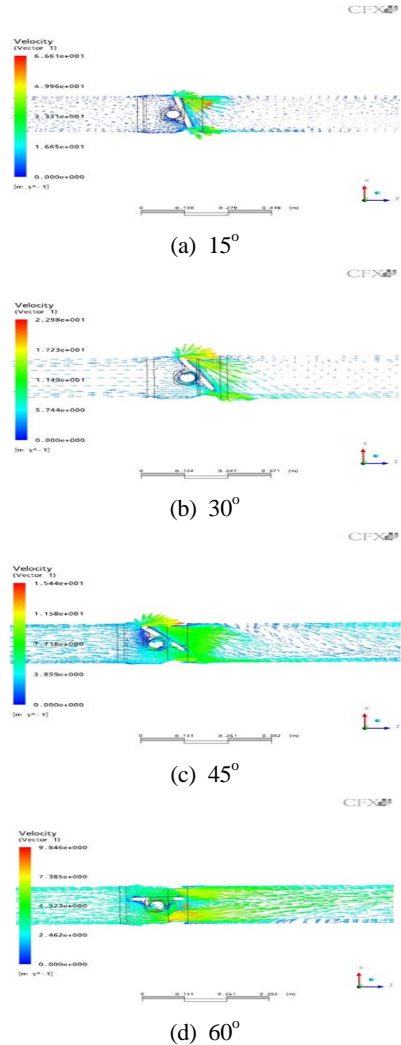 CFX
Velocity
(Vector 1)
6.661e+001
4.996e+001
3.331e+001
1.665e+001
0.000e+000
[m s^-1]
X
Z
0 0.139 0.278 0.418 (m)
(a) 15°
CFX
Velocity
(Vector 1)
2.298e+001
1.723e+001
1.149e+001
5.744e+000
0.000e+000
[m s^-1]
X
Z
0 0.124 0.247 0.371 (m)
(b) 30°
CFX
Velocity
(Vector 1)
1.544e+001
1.158e+001
7.718e+000
3.859e+000
0.000e+000
[m s^-1]
X
Z
0 0.131 0.261 0.392 (m)
(c) 45°
CFX
Velocity
(Vector 1)
9.846e+000
7.385e+000
4.923e+000
2.462e+000
0.000e+000
[m s^-1]
X
Z
0 0.131 0.261 0.392 (m)
(d) 60°